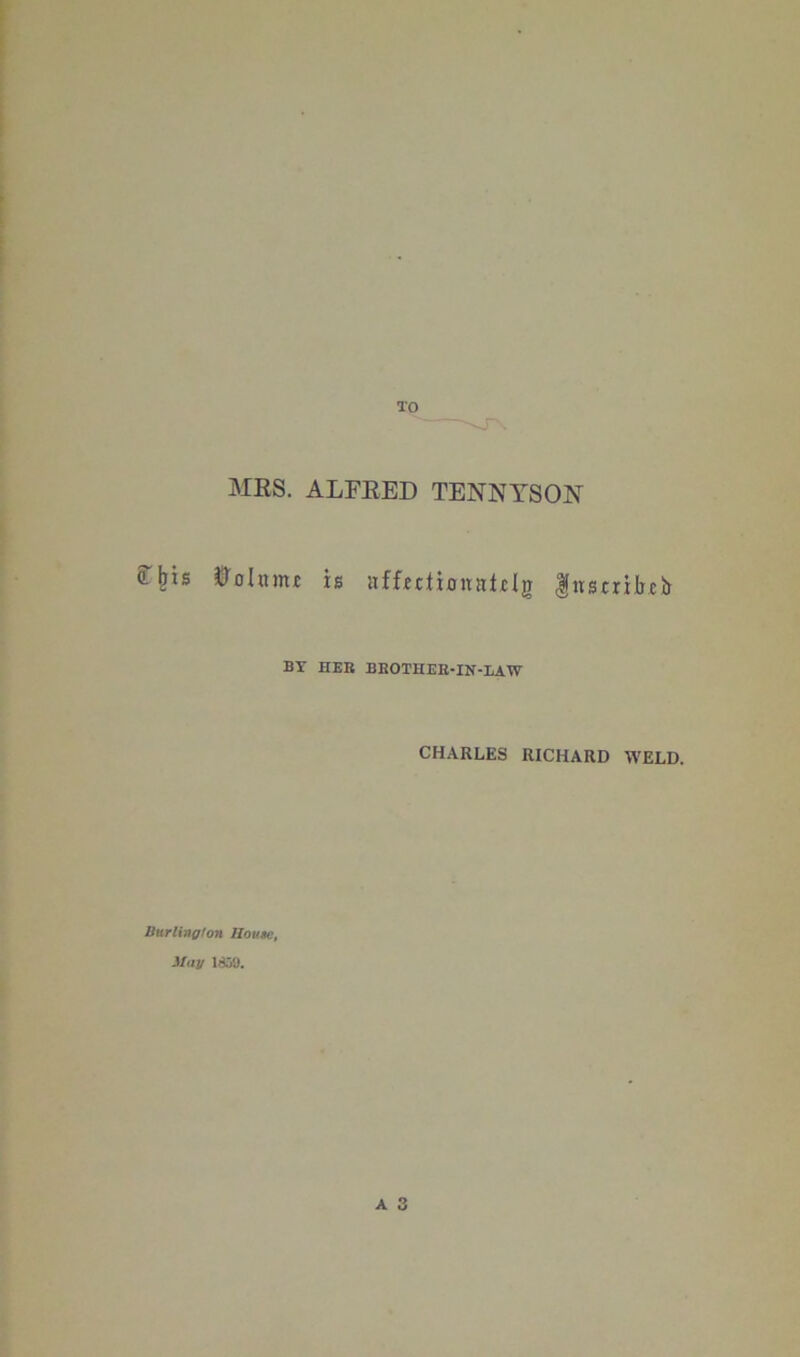 TO
MRS. ALFRED TENNYSON
This Volume is affectionately Inscribed
BY HER BROTHER-IN-LAW
CHARLES RICHARD WELD.
Burlington House,
May 1859.
A 3